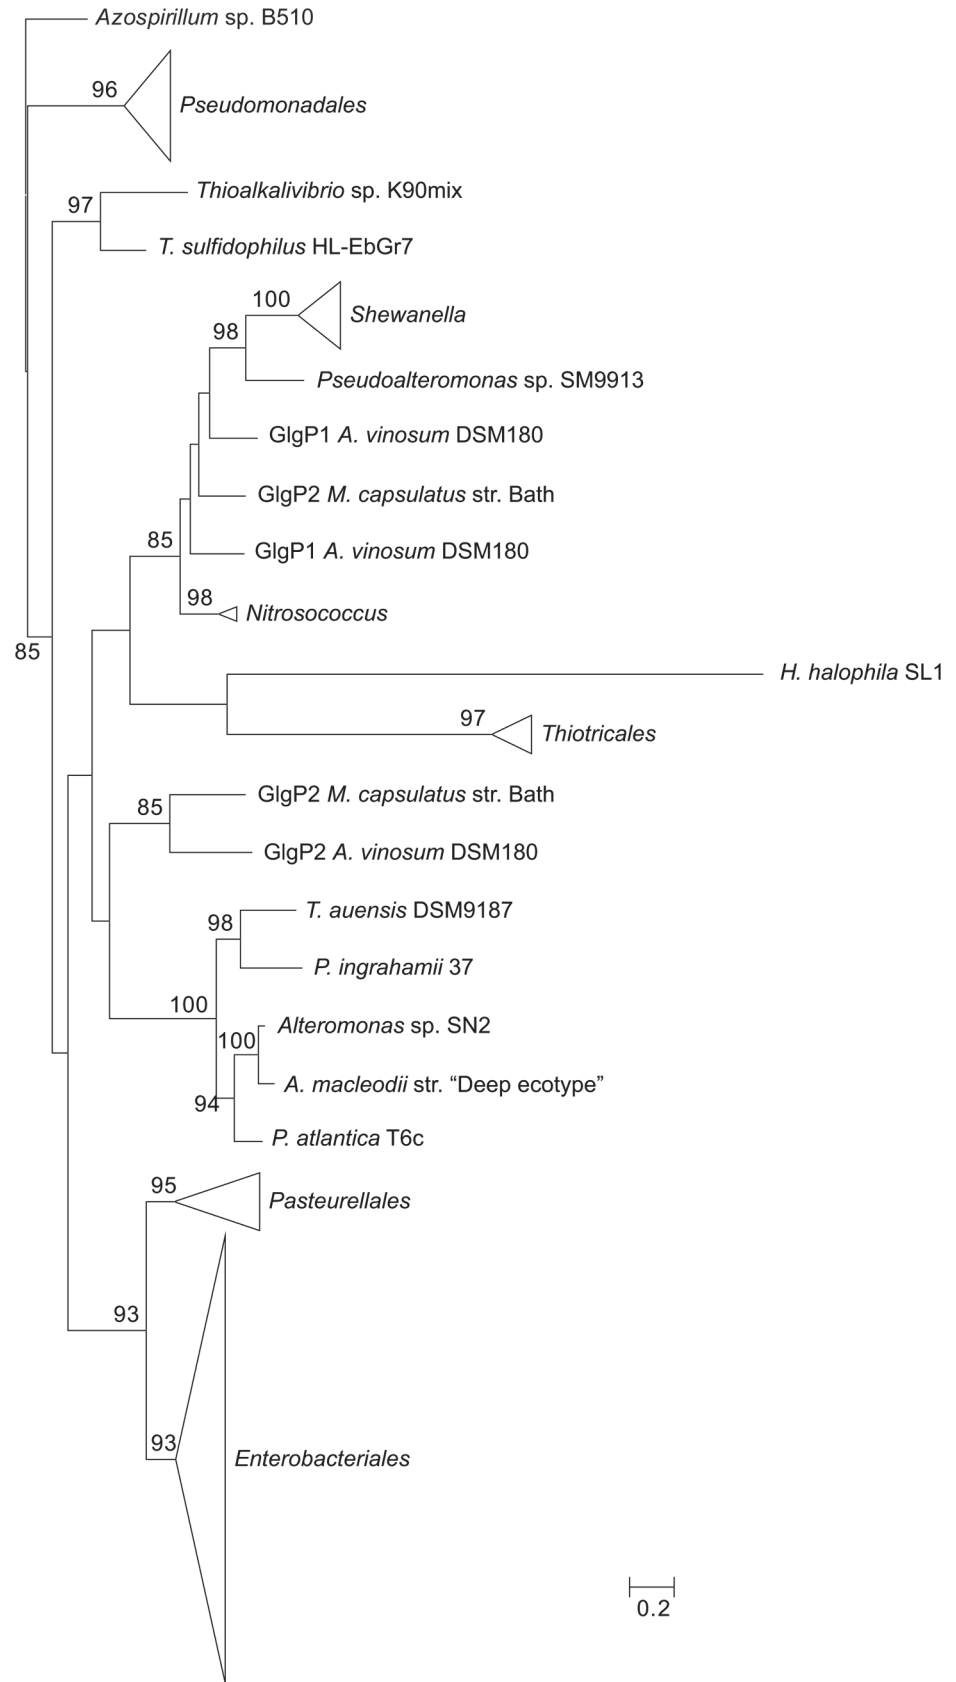 Azospirillum sp. B510
96
Pseudomonadales
Thioalkalivibrio sp. K90mix
97
T. sulfidophilus HL-EbGr7
100
Shewanella
98
Pseudoalteromonas sp. SM9913
GlgP1 A. vinosum DSM180
GlgP2 M. capsulatus str. Bath
85
GlgP1 A. vinosum DSM180
98
Nitrosococcus
85
H. halophila SL1
97
Thiotricales
GlgP2 M. capsulatus str. Bath
85
GlgP2 A. vinosum DSM180
T. auensis DSM9187
98
P. ingrahamii 37
100
Alteromonas sp. SN2
100
A. macleodii str. “Deep ecotype”
94
P. atlantica T6c
95
Pasteurellales
93
93
Enterobacteriales
0.2